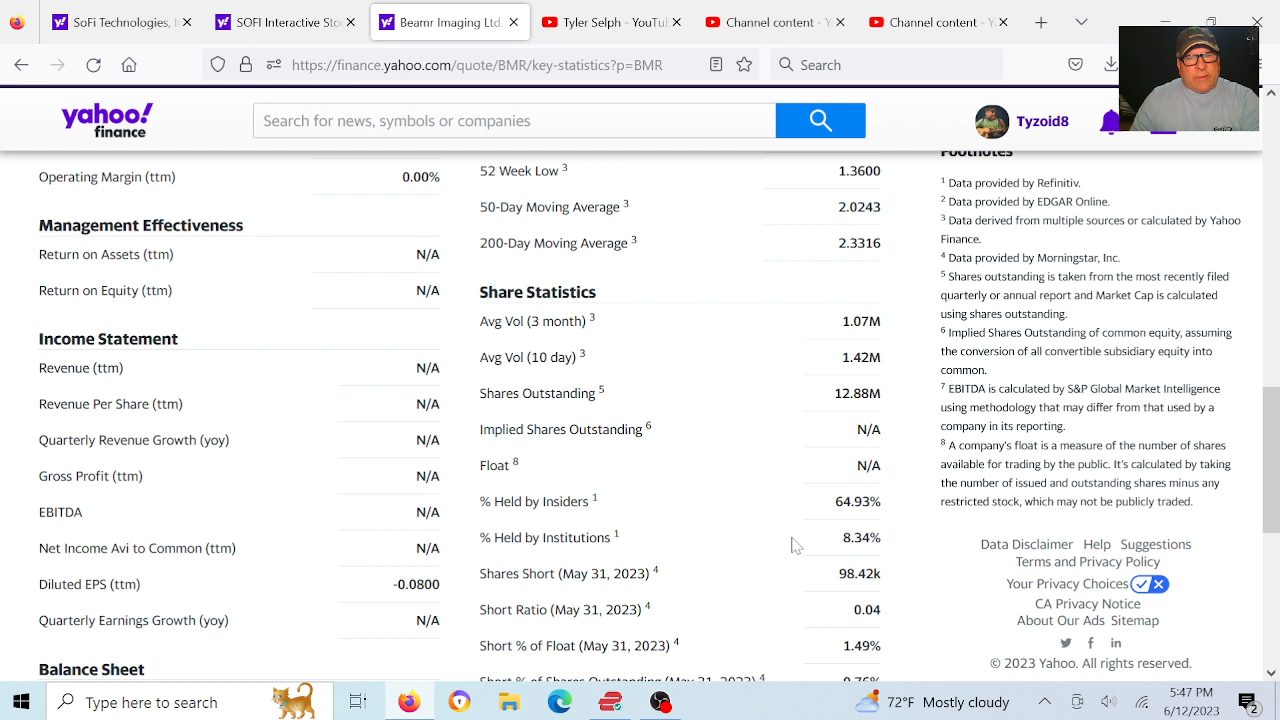 SoFi Technologies, Inc.
SOFI Interactive Sto
Beamr Imaging Ltd.
Tyler Selph - YouTu
Channel content - Y
Channel content - Y
https://finance.yahoo.com/quote/BMR/key-statistics?p=BMR
Search
yahoo!
finance
Search for news, symbols or companies
Tyzoid8
Operating Margin (ttm) 0.00%
Management Effectiveness
Return on Assets (ttm) N/A
Return on Equity (ttm) N/A
Income Statement
Revenue (ttm) N/A
Revenue Per Share (ttm) N/A
Quarterly Revenue Growth (yoy) N/A
Gross Profit (ttm) N/A
EBITDA N/A
Net Income Avi to Common (ttm) N/A
Diluted EPS (ttm) -0.0800
Quarterly Earnings Growth (yoy) N/A
Balance Sheet
52 Week Low 3 1.3600
50-Day Moving Average 3 2.0243
200-Day Moving Average 3 2.3316
Share Statistics
Avg Vol (3 month) 3 1.07M
Avg Vol (10 day) 3 1.42M
Shares Outstanding 5 12.88M
Implied Shares Outstanding 6 N/A
Float 8 N/A
% Held by Insiders 1 64.93%
% Held by Institutions 1 8.34%
Shares Short (May 31, 2023) 4 98.42k
Short Ratio (May 31, 2023) 4 0.04
Short % of Float (May 31, 2023) 4 1.49%
Short % of Shares Outstanding (May 31, 2023) 4 0.76%
Footnotes
1 Data provided by Refinitiv.
2 Data provided by EDGAR Online.
3 Data derived from multiple sources or calculated by Yahoo
Finance.
4 Data provided by Morningstar, Inc.
5 Shares outstanding is taken from the most recently filed
quarterly or annual report and Market Cap is calculated
using shares outstanding.
6 Implied Shares Outstanding of common equity, assuming
the conversion of all convertible subsidiary equity into
common.
7 EBITDA is calculated by S&P Global Market Intelligence
using methodology that may differ from that used by a
company in its reporting.
8 A company's float is a measure of the number of shares
available for trading by the public. It's calculated by taking
the number of issued and outstanding shares minus any
restricted stock, which may not be publicly traded.
Data Disclaimer Help Suggestions
Terms and Privacy Policy
Your Privacy Choices
CA Privacy Notice
About Our Ads Sitemap
© 2023 Yahoo. All rights reserved.
Type here to search
72°F Mostly cloudy
5:47 PM
6/12/2023
2